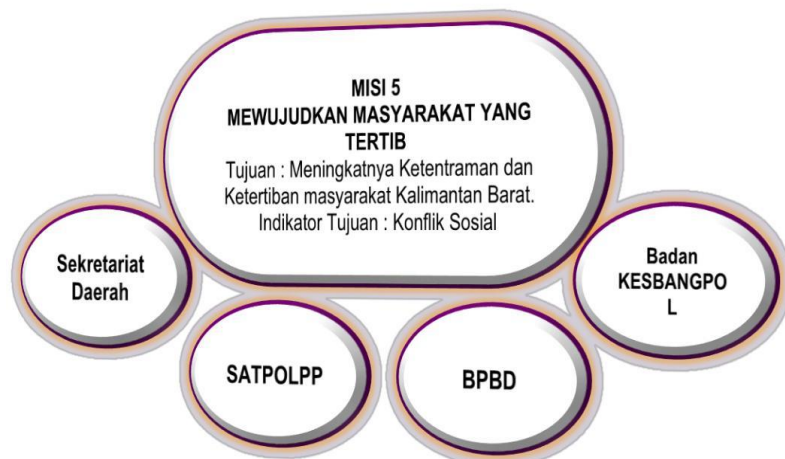 MISI 5
MEWUJUDKAN MASYARAKAT YANG
TERTIB
Tujuan : Meningkatnya Ketentraman dan
Ketertiban masyarakat Kalimantan Barat.
Indikator Tujuan : Konflik Sosial
Sekretariat
Daerah
SATPOLPP
BPBD
Badan
KESBANGPO
L